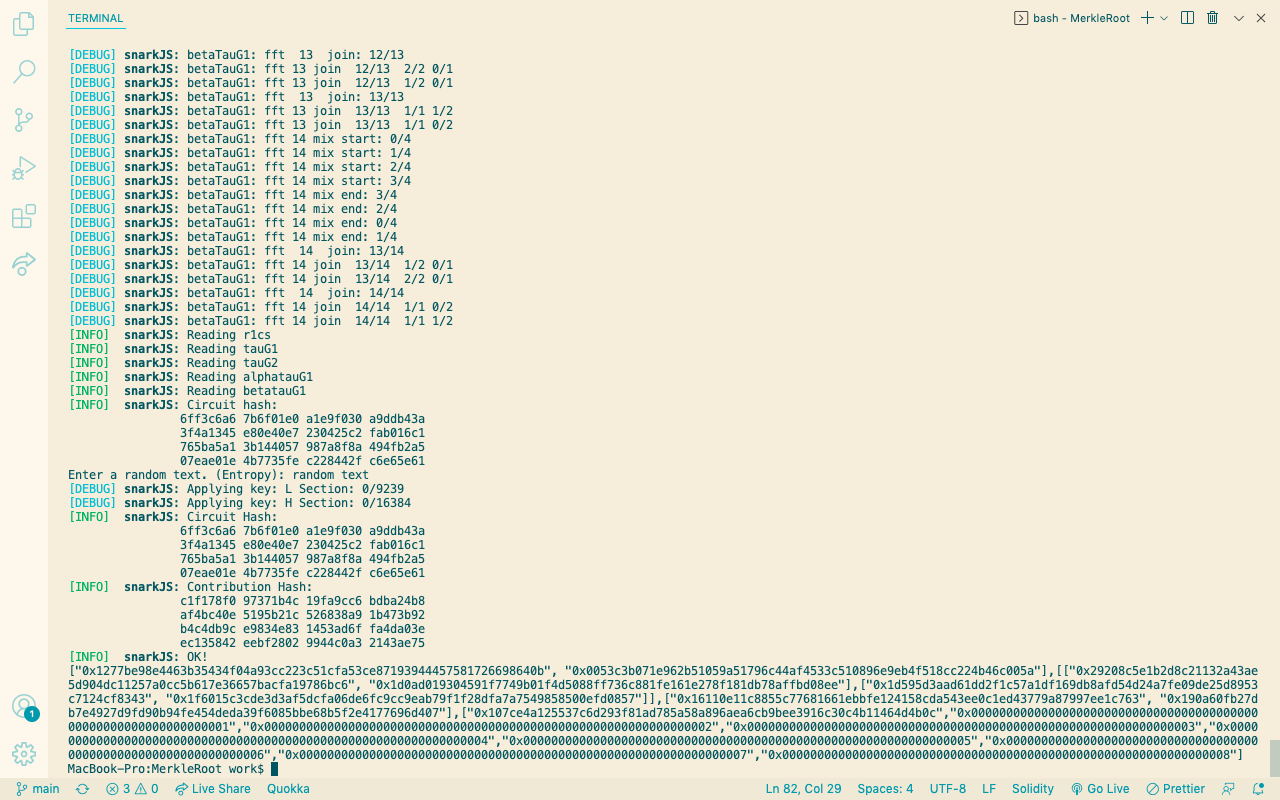 TERMINAL
bash - MerkleRoot
[DEBUG] snarkJS: betaTauG1: fft  13  join: 12/13
[DEBUG] snarkJS: betaTauG1: fft 13 join  12/13  2/2 0/1
[DEBUG] snarkJS: betaTauG1: fft 13 join  12/13  1/2 0/1
[DEBUG] snarkJS: betaTauG1: fft  13  join: 13/13
[DEBUG] snarkJS: betaTauG1: fft 13 join  13/13  1/1 1/2
[DEBUG] snarkJS: betaTauG1: fft 13 join  13/13  1/1 0/2
[DEBUG] snarkJS: betaTauG1: fft 14 mix start: 0/4
[DEBUG] snarkJS: betaTauG1: fft 14 mix start: 1/4
[DEBUG] snarkJS: betaTauG1: fft 14 mix start: 2/4
[DEBUG] snarkJS: betaTauG1: fft 14 mix start: 3/4
[DEBUG] snarkJS: betaTauG1: fft 14 mix end: 3/4
[DEBUG] snarkJS: betaTauG1: fft 14 mix end: 2/4
[DEBUG] snarkJS: betaTauG1: fft 14 mix end: 0/4
[DEBUG] snarkJS: betaTauG1: fft 14 mix end: 1/4
[DEBUG] snarkJS: betaTauG1: fft  14  join: 13/14
[DEBUG] snarkJS: betaTauG1: fft 14 join  13/14  1/2 0/1
[DEBUG] snarkJS: betaTauG1: fft 14 join  13/14  2/2 0/1
[DEBUG] snarkJS: betaTauG1: fft  14  join: 14/14
[DEBUG] snarkJS: betaTauG1: fft 14 join  14/14  1/1 0/2
[DEBUG] snarkJS: betaTauG1: fft 14 join  14/14  1/1 1/2
[INFO]  snarkJS: Reading r1cs
[INFO]  snarkJS: Reading tauG1
[INFO]  snarkJS: Reading tauG2
[INFO]  snarkJS: Reading alphatauG1
[INFO]  snarkJS: Reading betatauG1
[INFO]  snarkJS: Circuit hash:
6ff3c6a6 7b6f01e0 a1e9f030 a9ddb43a
3f4a1345 e80e40e7 230425c2 fab016c1
765ba5a1 3b144057 987a8f8a 494fb2a5
07eae01e 4b7735fe c228442f c6e65e61
Enter a random text. (Entropy): random text
[DEBUG] snarkJS: Applying key: L Section: 0/9239
[DEBUG] snarkJS: Applying key: H Section: 0/16384
[INFO]  snarkJS: Circuit Hash:
6ff3c6a6 7b6f01e0 a1e9f030 a9ddb43a
3f4a1345 e80e40e7 230425c2 fab016c1
765ba5a1 3b144057 987a8f8a 494fb2a5
07eae01e 4b7735fe c228442f c6e65e61
[INFO]  snarkJS: Contribution Hash:
c1f178f0 97371b4c 19fa9cc6 bdba24b8
af4bc40e 5195b21c 526838a9 1b473b92
b4c4db9c e9834e83 1453ad6f fa4da03e
ec135842 eebf2802 9944c0a3 2143ae75
[INFO]  snarkJS: OK!
["0x1277be98e4463b35434f04a93cc223c51cfa53ce87193944457581726698640b", "0x0053c3b071e962b51059a51796c44af4533c510896e9eb4f518cc224b46c005a"],[["0x29208c5e1b2d8c21132a43ae
5d904dc11257a0cc5b617e36657bacfa19786bc6", "0x1d0ad019304591f7749b01f4d5088ff736c881fe161e278f181db78affbd08ee"],["0x1d595d3aad61dd2f1c57a1df169db8afd54d24a7fe09de25d8953
c7124cf8343", "0x1f6015c3cde3d3af5dcfa06de6fc9cc9eab79f1f28dfa7a7549858500efd0857"]],["0x16110e11c8855c77681661ebbfe124158cda543ee0c1ed43779a87997ee1c763", "0x190a60fb27d
b7e4927d9fd90b94fe454deda39f6085bbe68b5f2e4177696d407"],["0x107ce4a125537c6d293f81ad785a58a896aea6cb9bee3916c30c4b11464d4b0c","0x00000000000000000000000000000000000000000
00000000000000000000001","0x0000000000000000000000000000000000000000000000000000000000000002","0x0000000000000000000000000000000000000000000000000000000000000003","0x0000
000000000000000000000000000000000000000000000000000000000004","0x0000000000000000000000000000000000000000000000000000000000000005","0x000000000000000000000000000000000000
0000000000000000000000000006","0x0000000000000000000000000000000000000000000000000000000000000007","0x0000000000000000000000000000000000000000000000000000000000000008"]
MacBook-Pro:MerkleRoot work$
1
main
3
0
Live Share
Quokka
Ln 82, Col 29
Spaces: 4
UTF-8
LF
Solidity
Go Live
Prettier